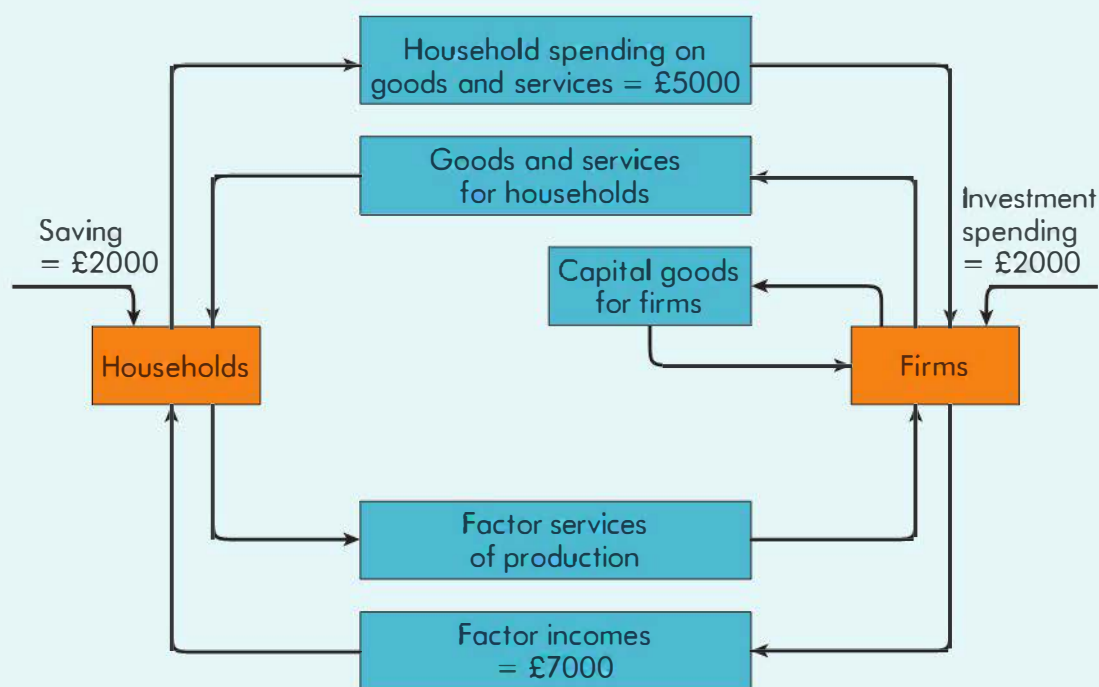 Household spending on
goods and services = £5000
Goods and services
for households
Saving
= £2000
Investment
spending
= £2000
Capital goods
for firms
Households
Firms
Factor services
of production
Factor incomes
= £7000